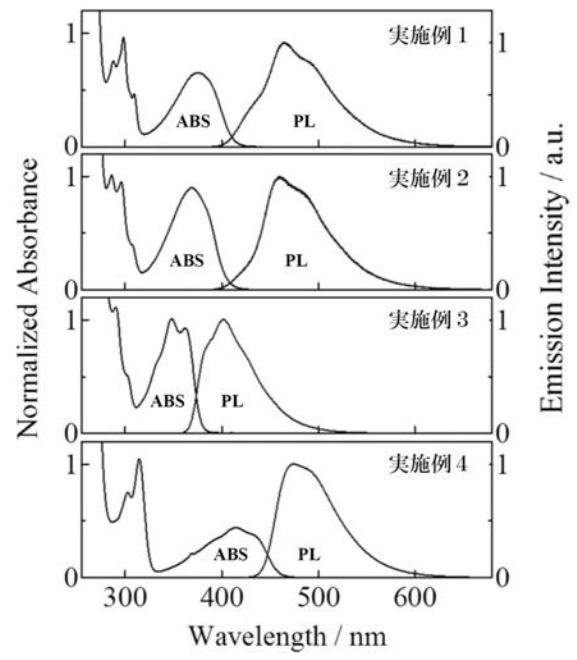 1
実施例 1
1
ABS
PL
0
0
1
実施例 2
1
ABS
PL
0
0
1
実施例 3
1
ABS
PL
0
0
1
実施例 4
1
ABS
PL
0
0
300
400
500
600
Wavelength / nm
Normalized Absorbance
Emission Intensity / a.u.